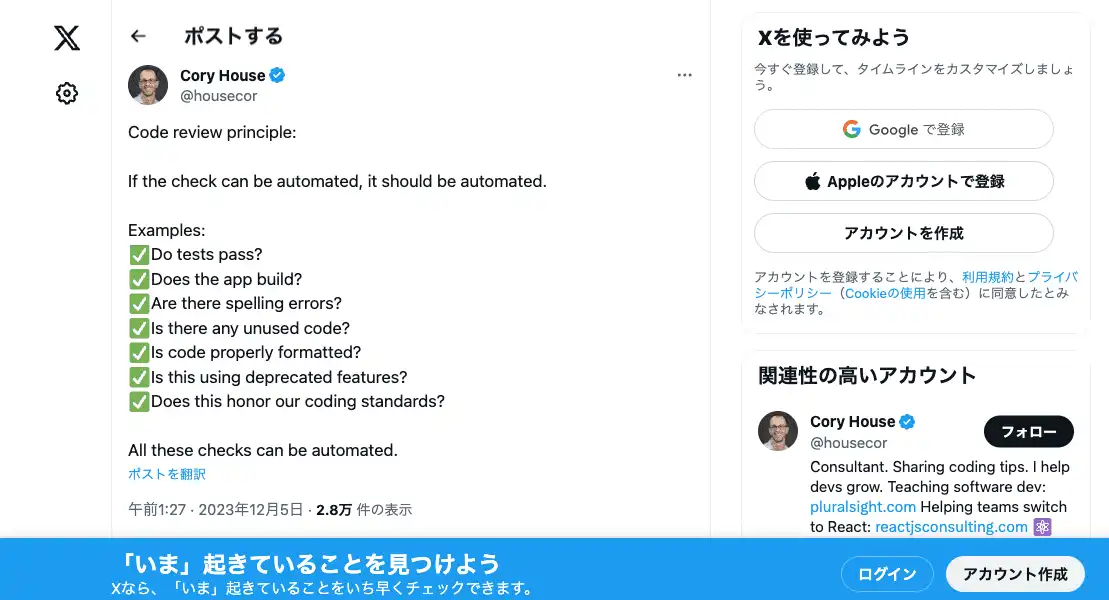 ポストする
Cory House
@housecor
Code review principle:
If the check can be automated, it should be automated.
Examples:
✅Do tests pass?
✅Does the app build?
✅Are there spelling errors?
✅Is there any unused code?
✅Is code properly formatted?
✅Is this using deprecated features?
✅Does this honor our coding standards?
All these checks can be automated.
ポストを翻訳
午前1:27 · 2023年12月5日 · 2.8万 件の表示
Xを使ってみよう
今すぐ登録して、タイムラインをカスタマイズしましょ
う。
Google で登録
Appleのアカウントで登録
アカウントを作成
アカウントを登録することにより、利用規約とプライバ
シーポリシー（Cookieの使用を含む）に同意したとみ
なされます。
関連性の高いアカウント
Cory House
@housecor
フォロー
Consultant. Sharing coding tips. I help
devs grow. Teaching software dev:
pluralsight.com Helping teams switch
to React: reactjsconsulting.com ⚛
「いま」起きていることを見つけよう
Xなら、「いま」起きていることをいち早くチェックできます。
ログイン
アカウント作成